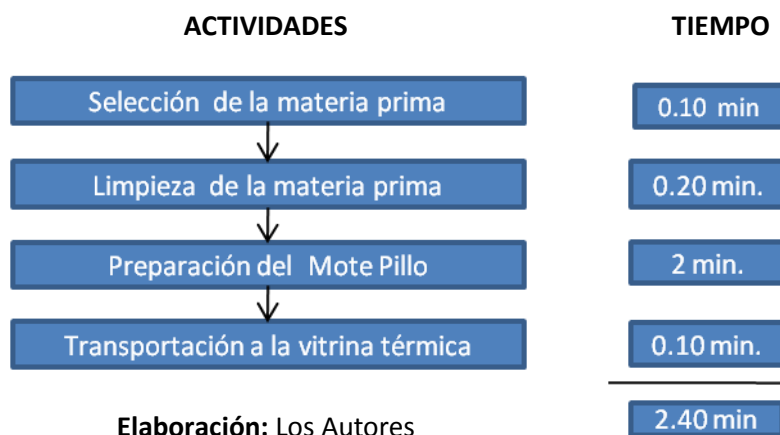 ACTIVIDADES TIEMPO
Selección de la materia prima 0.10 min
Limpieza de la materia prima 0.20 min.
Preparación del Mote Pillo 2 min.
Transportación a la vitrina térmica 0.10 min.
Elaboración: Los Autores 2.40 min